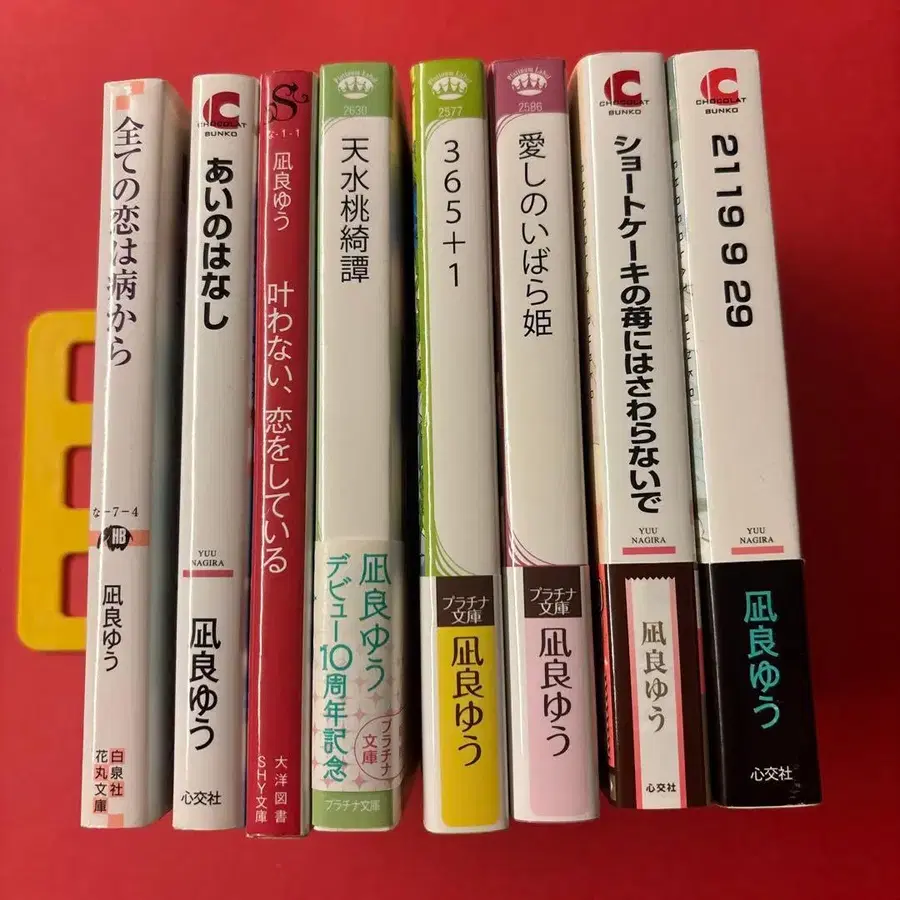 全ての恋は病から
な-7-4
HB
凪良ゆう
白泉社
花丸文庫
C
CHOCOLAT
BUNKO
あいのはなし
YUU
NAGIRA
凪良ゆう
心交社
S
な-1-1
凪良ゆう
叶わない、恋をしている
大洋図書
SHY文庫
Platinum Label
2630
天水桃綺譚
凪良ゆう
デビュー10周年記念
プラチナ
文庫
プラチナ文庫
Platinum Label
2577
365+1
プラチナ
文庫
凪良ゆう
Platinum Label
2586
愛しのいばら姫
プラチナ
文庫
凪良ゆう
C
CHOCOLAT
BUNKO
ショートケーキの苺にはさわらないで
YUU
NAGIRA
凪良ゆう
心交社
C
CHOCOLAT
BUNKO
2119 9 29
YUU
NAGIRA
凪良ゆう
心交社